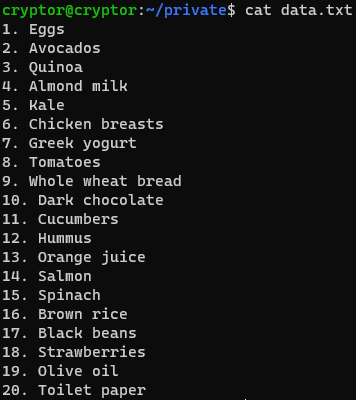 cryptor@cryptor:~/private$ cat data.txt
1. Eggs
2. Avocados
3. Quinoa
4. Almond milk
5. Kale
6. Chicken breasts
7. Greek yogurt
8. Tomatoes
9. Whole wheat bread
10. Dark chocolate
11. Cucumbers
12. Hummus
13. Orange juice
14. Salmon
15. Spinach
16. Brown rice
17. Black beans
18. Strawberries
19. Olive oil
20. Toilet paper